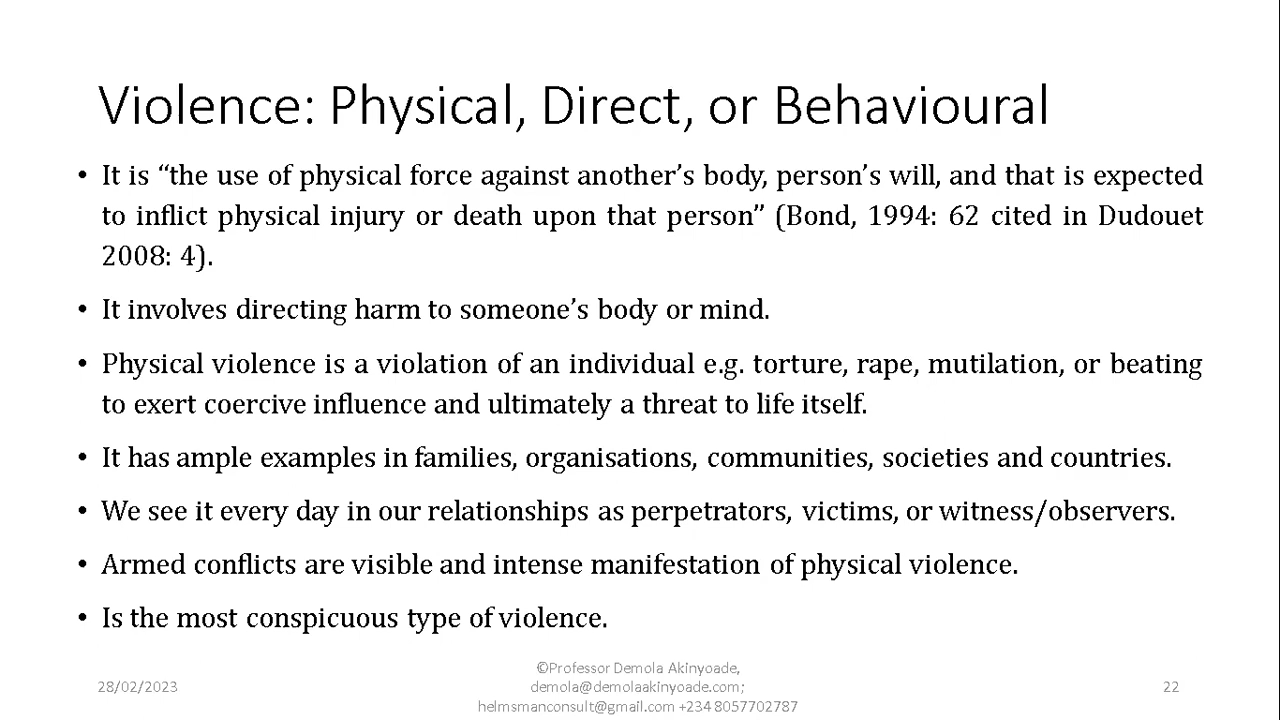 Violence: Physical, Direct, or Behavioural
• It is “the use of physical force against another’s body, person’s will, and that is expected
to inflict physical injury or death upon that person” (Bond, 1994: 62 cited in Dudouet
2008: 4).
• It involves directing harm to someone’s body or mind.
• Physical violence is a violation of an individual e.g. torture, rape, mutilation, or beating
to exert coercive influence and ultimately a threat to life itself.
• It has ample examples in families, organisations, communities, societies and countries.
• We see it every day in our relationships as perpetrators, victims, or witness/observers.
• Armed conflicts are visible and intense manifestation of physical violence.
• Is the most conspicuous type of violence.
28/02/2023
©Professor Demola Akinyoade,
demola@demolaakinyoade.com;
helmsmanconsult@gmail.com +234 8057702787
22